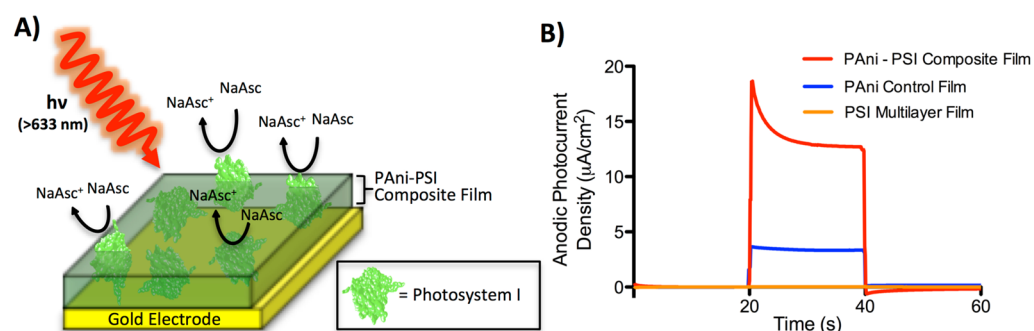 A)
hν
(>633 nm)
NaAsc⁺ NaAsc
NaAsc⁺ NaAsc
NaAsc⁺ NaAsc
NaAsc⁺ NaAsc
PAni-PSI
Composite Film
= Photosystem I
Gold Electrode
B)
PAni - PSI Composite Film
PAni Control Film
PSI Multilayer Film
Anodic Photocurrent
Density (μA/cm²)
20
15
10
5
0
20 40 60
Time (s)